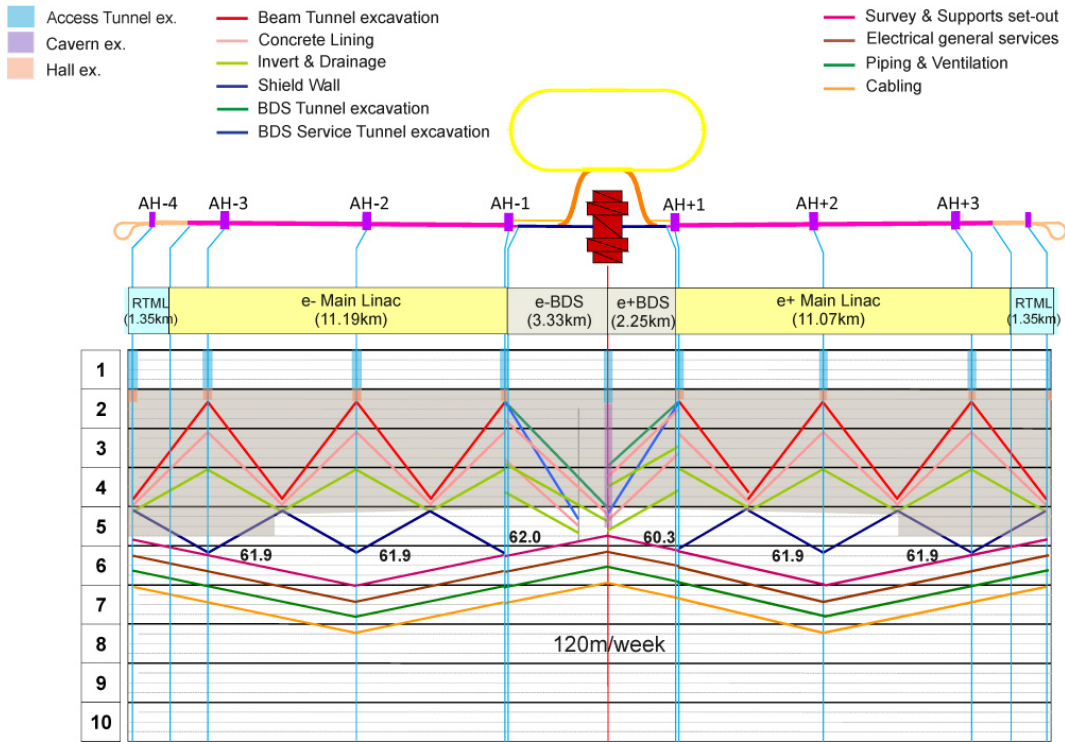 Access Tunnel ex.
Cavern ex.
Hall ex.
Beam Tunnel excavation
Concrete Lining
Invert & Drainage
Shield Wall
BDS Tunnel excavation
BDS Service Tunnel excavation
Survey & Supports set-out
Electrical general services
Piping & Ventilation
Cabling
AH-4 AH-3 AH-2 AH-1 AH+1 AH+2 AH+3
RTML
(1.35km)
e- Main Linac
(11.19km)
e-BDS
(3.33km)
e+BDS
(2.25km)
e+ Main Linac
(11.07km)
RTML
(1.35km)
1
2
3
4
5
62.0 60.3
61.9 61.9 61.9 61.9
6
7
8
120m/week
9
10